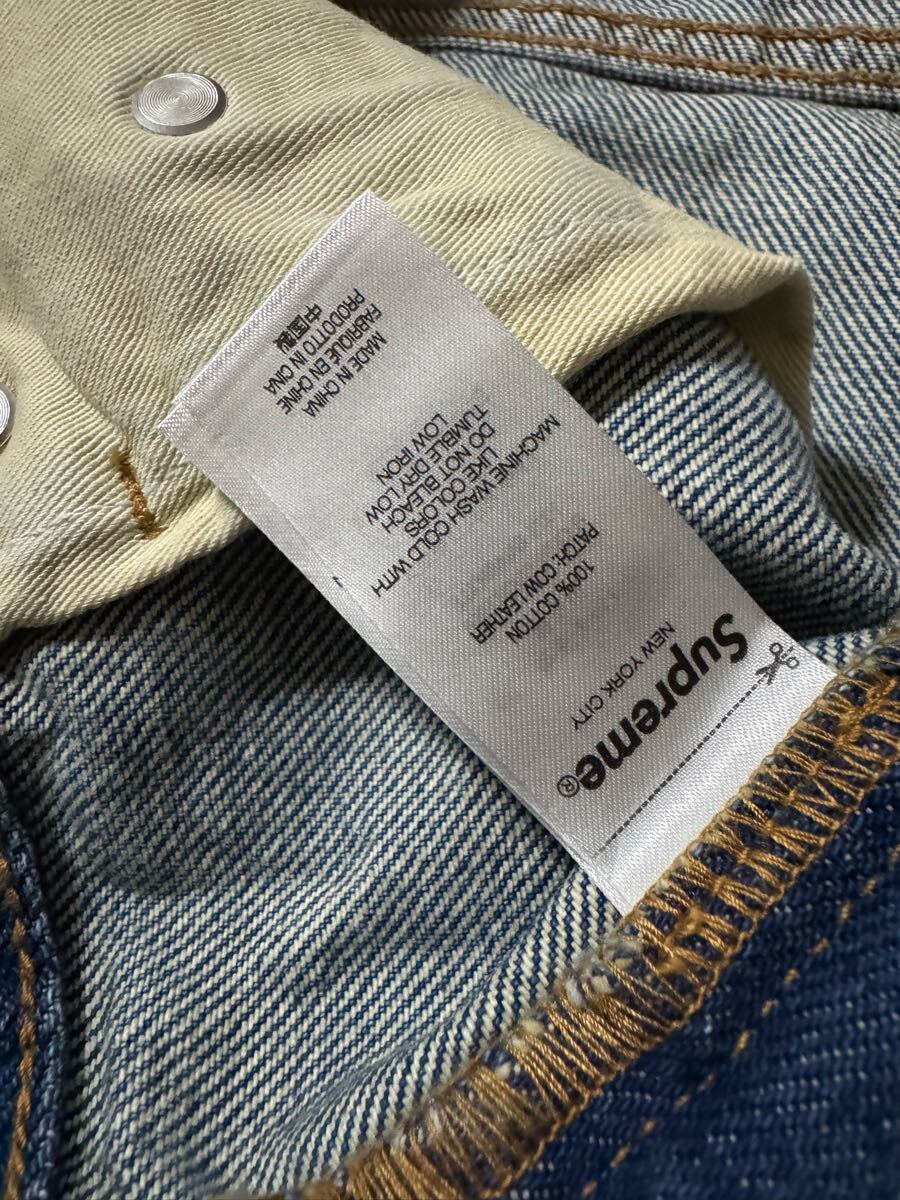 Supreme®
NEW YORK CITY
100% COTTON
PATCH: COW LEATHER
MACHINE WASH COLD WITH
LIKE COLORS
DO NOT BLEACH
TUMBLE DRY LOW
LOW IRON
MADE IN CHINA
FABRIQUE EN CHINE
PRODOTTO IN CINA
中国製